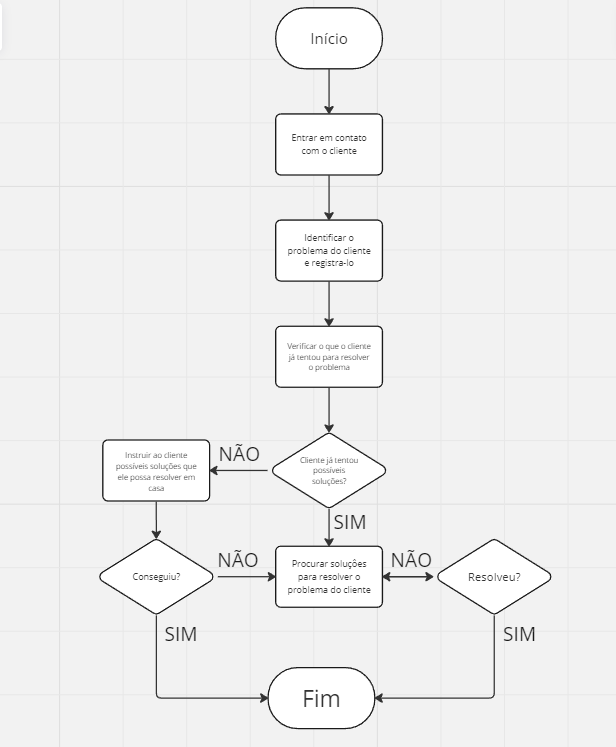 Início
Entrar em contato
com o cliente
Identificar o
problema do cliente
e registra-lo
Verificar o que o cliente
já tentou para resolver
o problema
Cliente já tentou
possíveis
soluções?
NÃO
Instruir ao cliente
possíveis soluções que
ele possa resolver em
casa
SIM
Conseguiu?
NÃO
Procurar soluções
para resolver o
problema do cliente
NÃO
Resolveu?
SIM
SIM
Fim